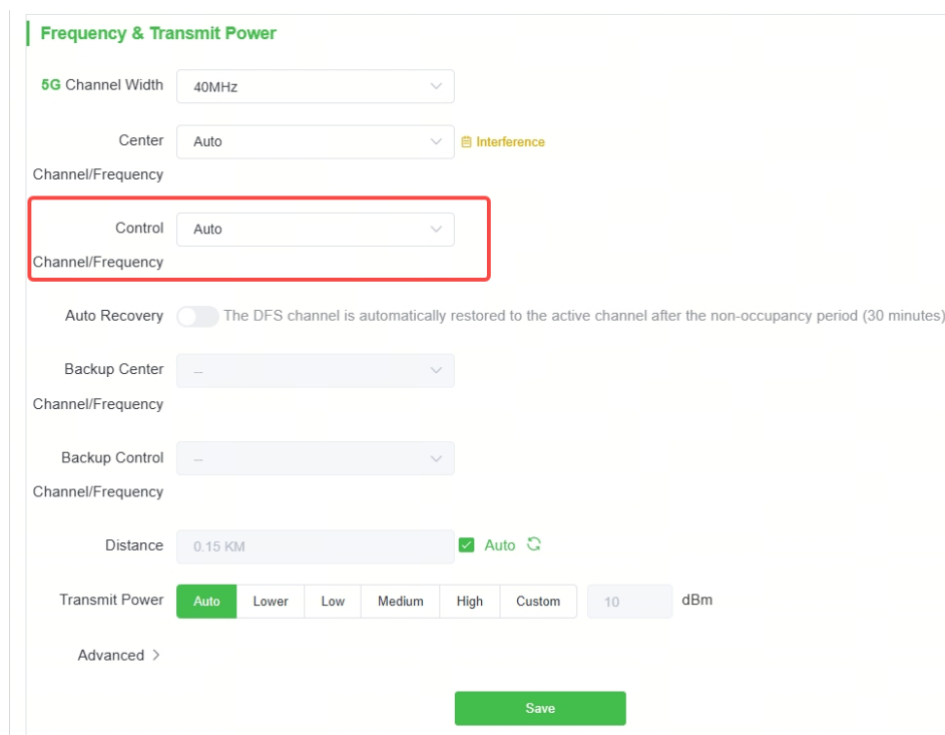 Frequency & Transmit Power
5G Channel Width 40MHz
Center Auto Interference
Channel/Frequency
Control Auto
Channel/Frequency
Auto Recovery The DFS channel is automatically restored to the active channel after the non-occupancy period (30 minutes)
Backup Center --
Channel/Frequency
Backup Control --
Channel/Frequency
Distance 0.15 KM Auto
Transmit Power Auto Lower Low Medium High Custom 10 dBm
Advanced >
Save